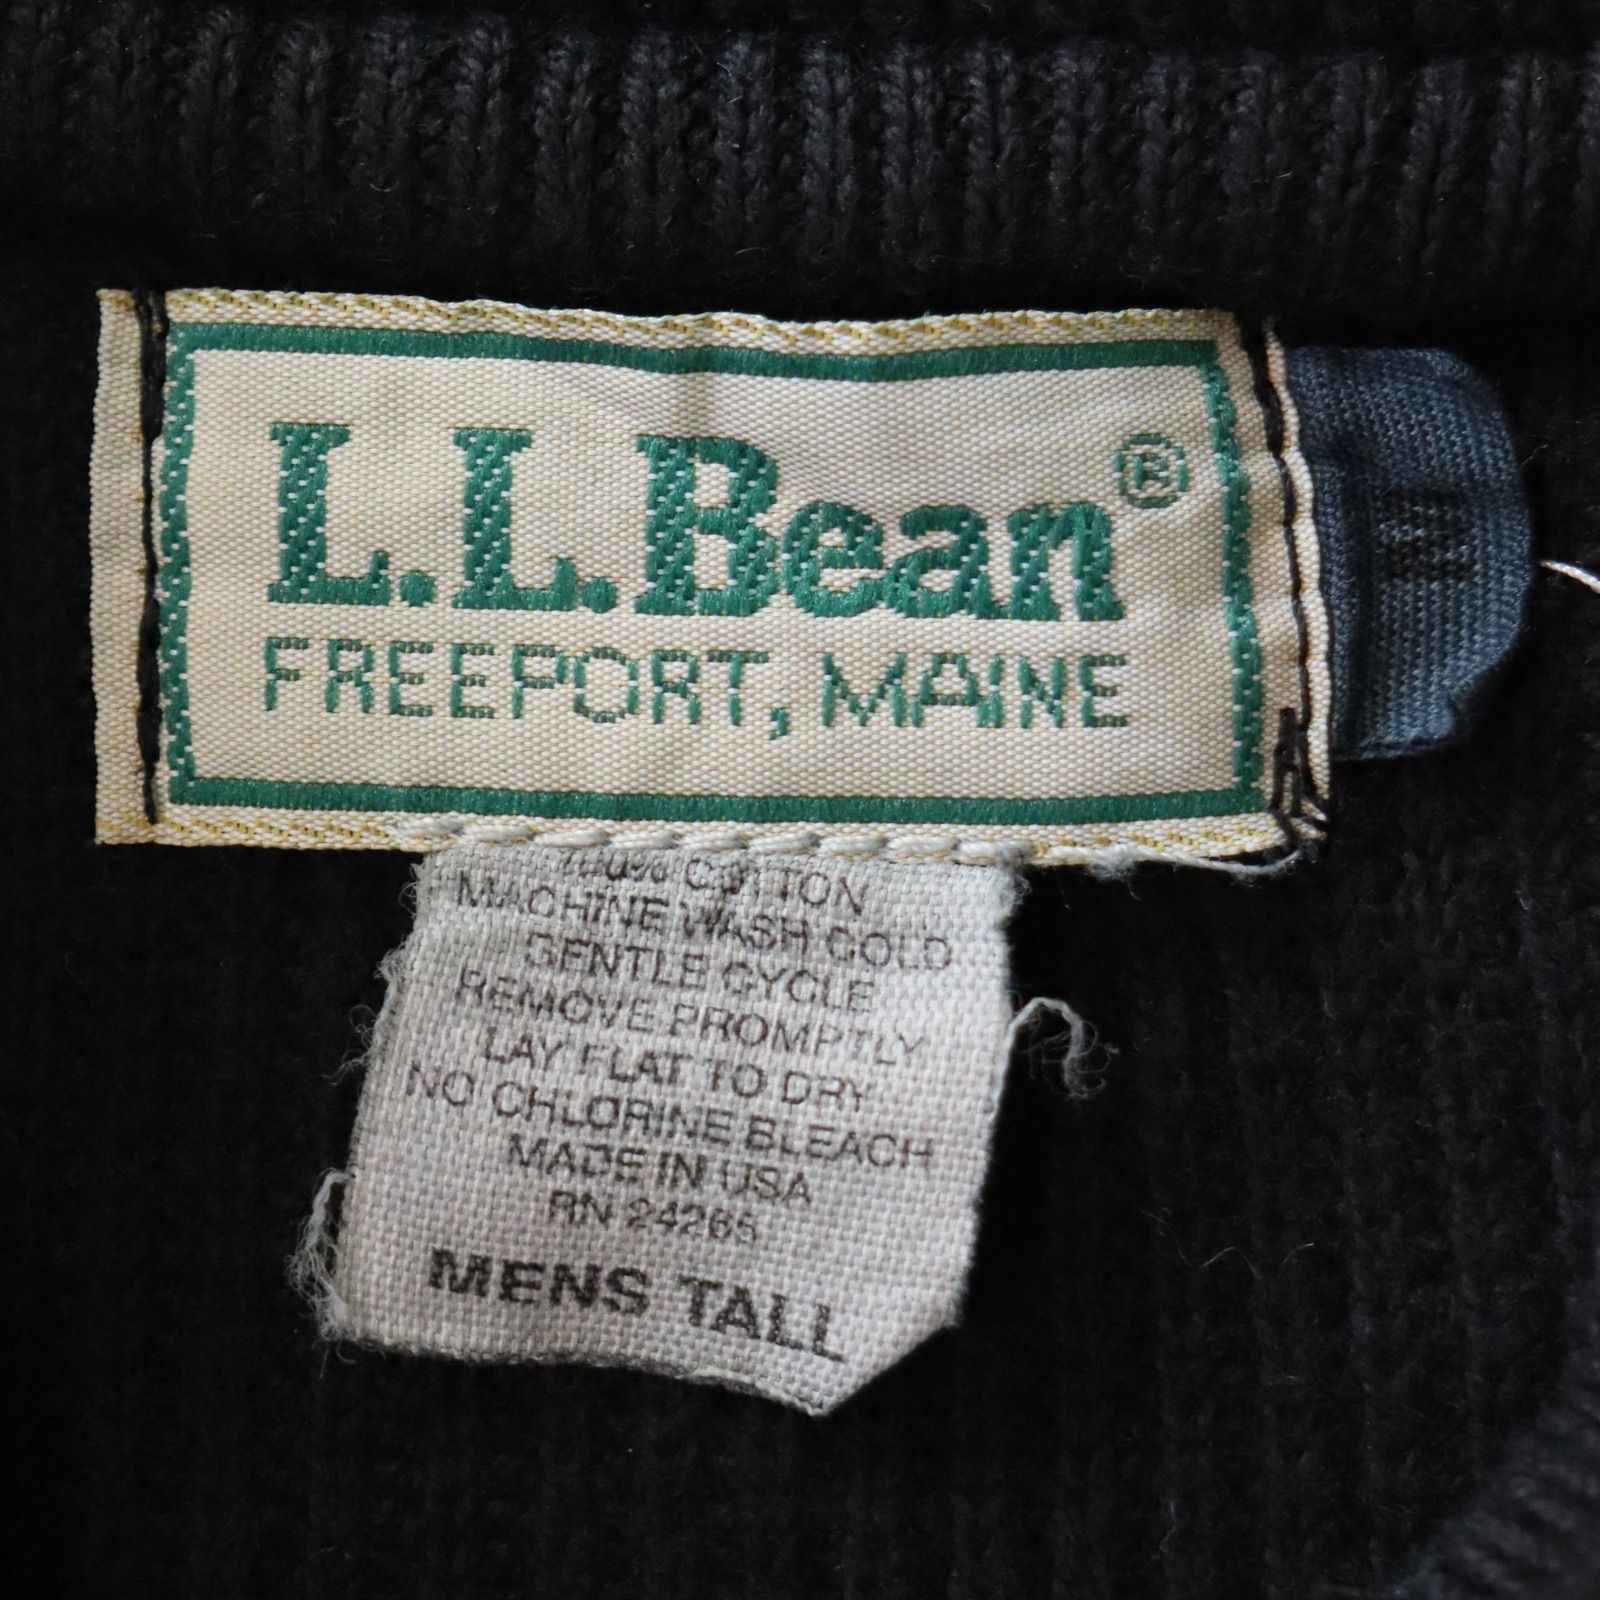 L.L.Bean®
FREEPORT, MAINE
M
100% COTTON
MACHINE WASH COLD
GENTLE CYCLE
REMOVE PROMPTLY
LAY FLAT TO DRY
NO CHLORINE BLEACH
MADE IN USA
RN 24265
MENS TALL